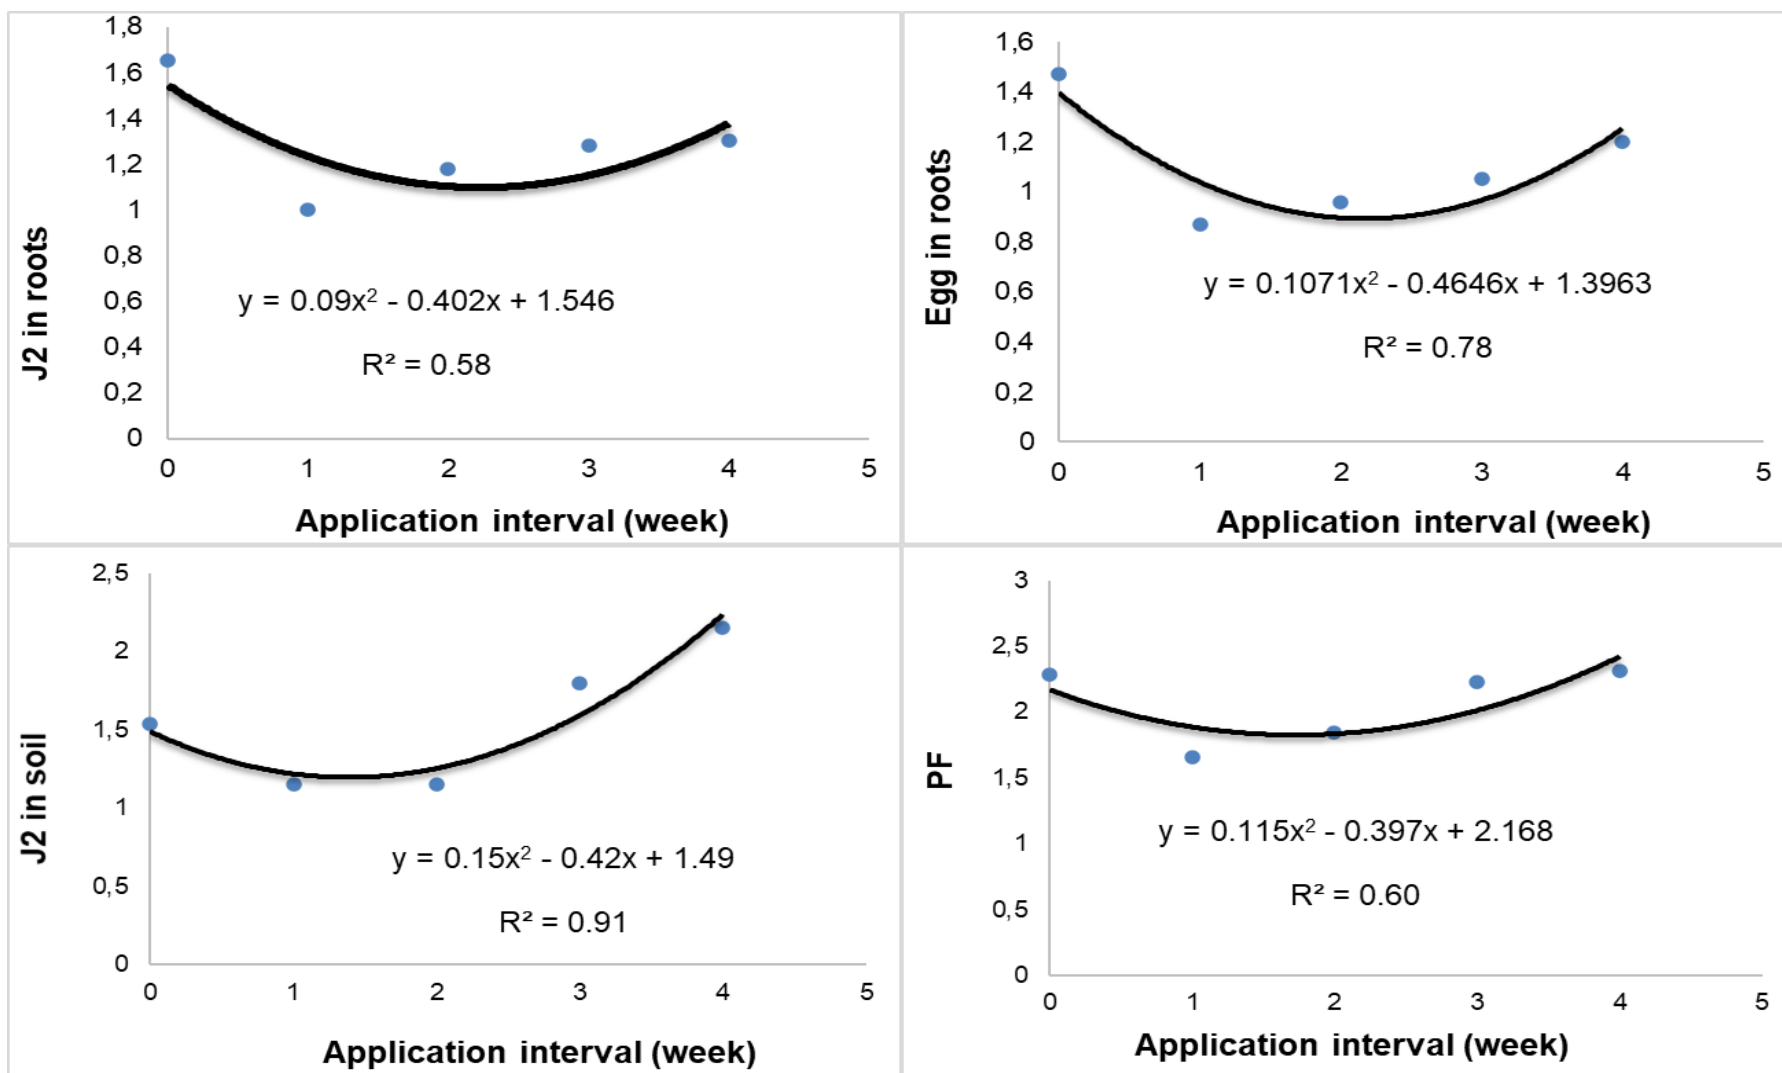 1,8
1,6
1,4
1,2
1
0,8
0,6
0,4
0,2
0
J2 in roots
y = 0.09x² - 0.402x + 1.546
R² = 0.58
0 1 2 3 4 5
Application interval (week)
1,6
1,4
1,2
1
0,8
0,6
0,4
0,2
0
Egg in roots
y = 0.1071x² - 0.4646x + 1.3963
R² = 0.78
0 1 2 3 4 5
Application interval (week)
2,5
2
1,5
1
0,5
0
J2 in soil
y = 0.15x² - 0.42x + 1.49
R² = 0.91
0 1 2 3 4 5
Application interval (week)
3
2,5
2
1,5
1
0,5
0
PF
y = 0.115x² - 0.397x + 2.168
R² = 0.60
0 1 2 3 4 5
Application interval (week)